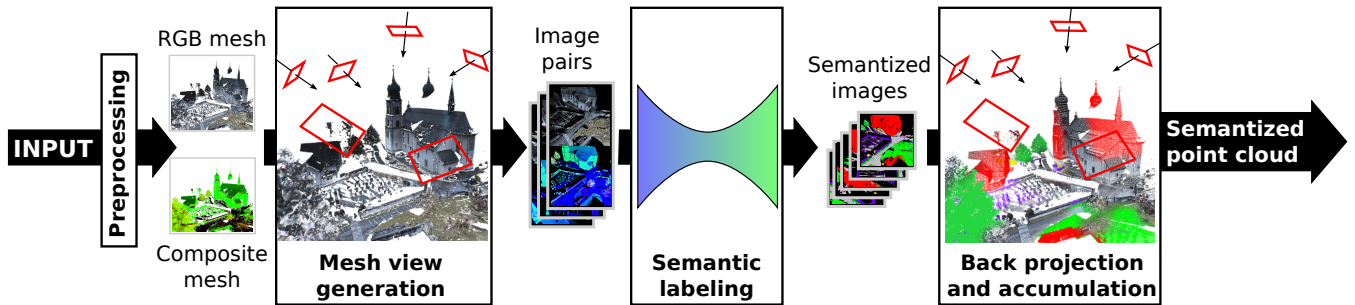 INPUT
Preprocessing
RGB mesh
Composite
mesh
Mesh view
generation
Image
pairs
Semantic
labeling
Semantized
images
Back projection
and accumulation
Semantized
point cloud